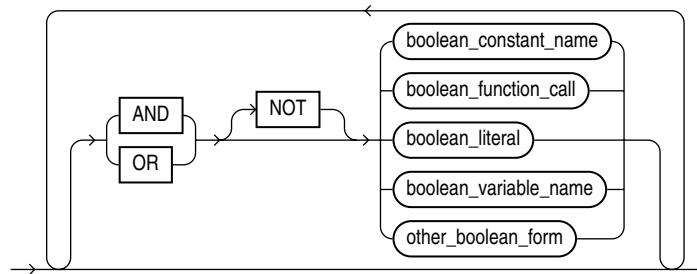 boolean_constant_name
AND
NOT
boolean_function_call
OR
boolean_literal
boolean_variable_name
other_boolean_form